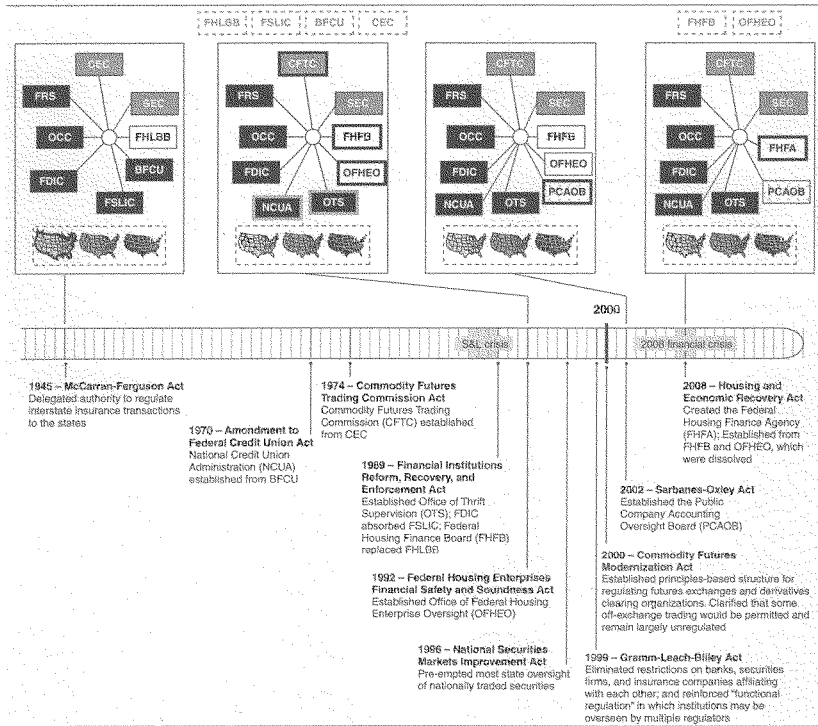 FHLBB FSLIC BFCU CEC
FHFB OFHEO
CEC
FRS
SEC
OCC
FHLBB
BFCU
FDIC
FSLIC
CFTC
FRS
SEC
OCC
FHFB
FDIC
OFHEO
NCUA
OTS
CFTC
FRS
SEC
OCC
FHFB
OFHEO
FDIC
PCAOB
NCUA
OTS
CFTC
FRS
SEC
OCC
FHFA
FDIC
PCAOB
NCUA
OTS
2000
S&L crisis
2008 financial crisis
1945 – McCarran-Ferguson Act
Delegated authority to regulate
interstate insurance transactions
to the states
1970 – Amendment to
Federal Credit Union Act
National Credit Union
Administration (NCUA)
established from BFCU
1974 – Commodity Futures
Trading Commission Act
Commodity Futures Trading
Commission (CFTC) established
from CEC
1989 – Financial Institutions
Reform, Recovery, and
Enforcement Act
Established Office of Thrift
Supervision (OTS); FDIC
absorbed FSLIC; Federal
Housing Finance Board (FHFB)
replaced FHLBB
1992 – Federal Housing Enterprises
Financial Safety and Soundness Act
Established Office of Federal Housing
Enterprise Oversight (OFHEO)
1996 – National Securities
Markets Improvement Act
Pre-empted most state oversight
of nationally traded securities
2008 – Housing and
Economic Recovery Act
Created the Federal
Housing Finance Agency
(FHFA); Established from
FHFB and OFHEO, which
were dissolved
2002 – Sarbanes-Oxley Act
Established the Public
Company Accounting
Oversight Board (PCAOB)
2000 – Commodity Futures
Modernization Act
Established principles-based structure for
regulating futures exchanges and derivatives
clearing organizations. Clarified that some
off-exchange trading would be permitted and
remain largely unregulated
1999 – Gramm-Leach-Bliley Act
Eliminated restrictions on banks, securities
firms, and insurance companies affiliating
with each other; and reinforced "functional
regulation" in which institutions may be
overseen by multiple regulators